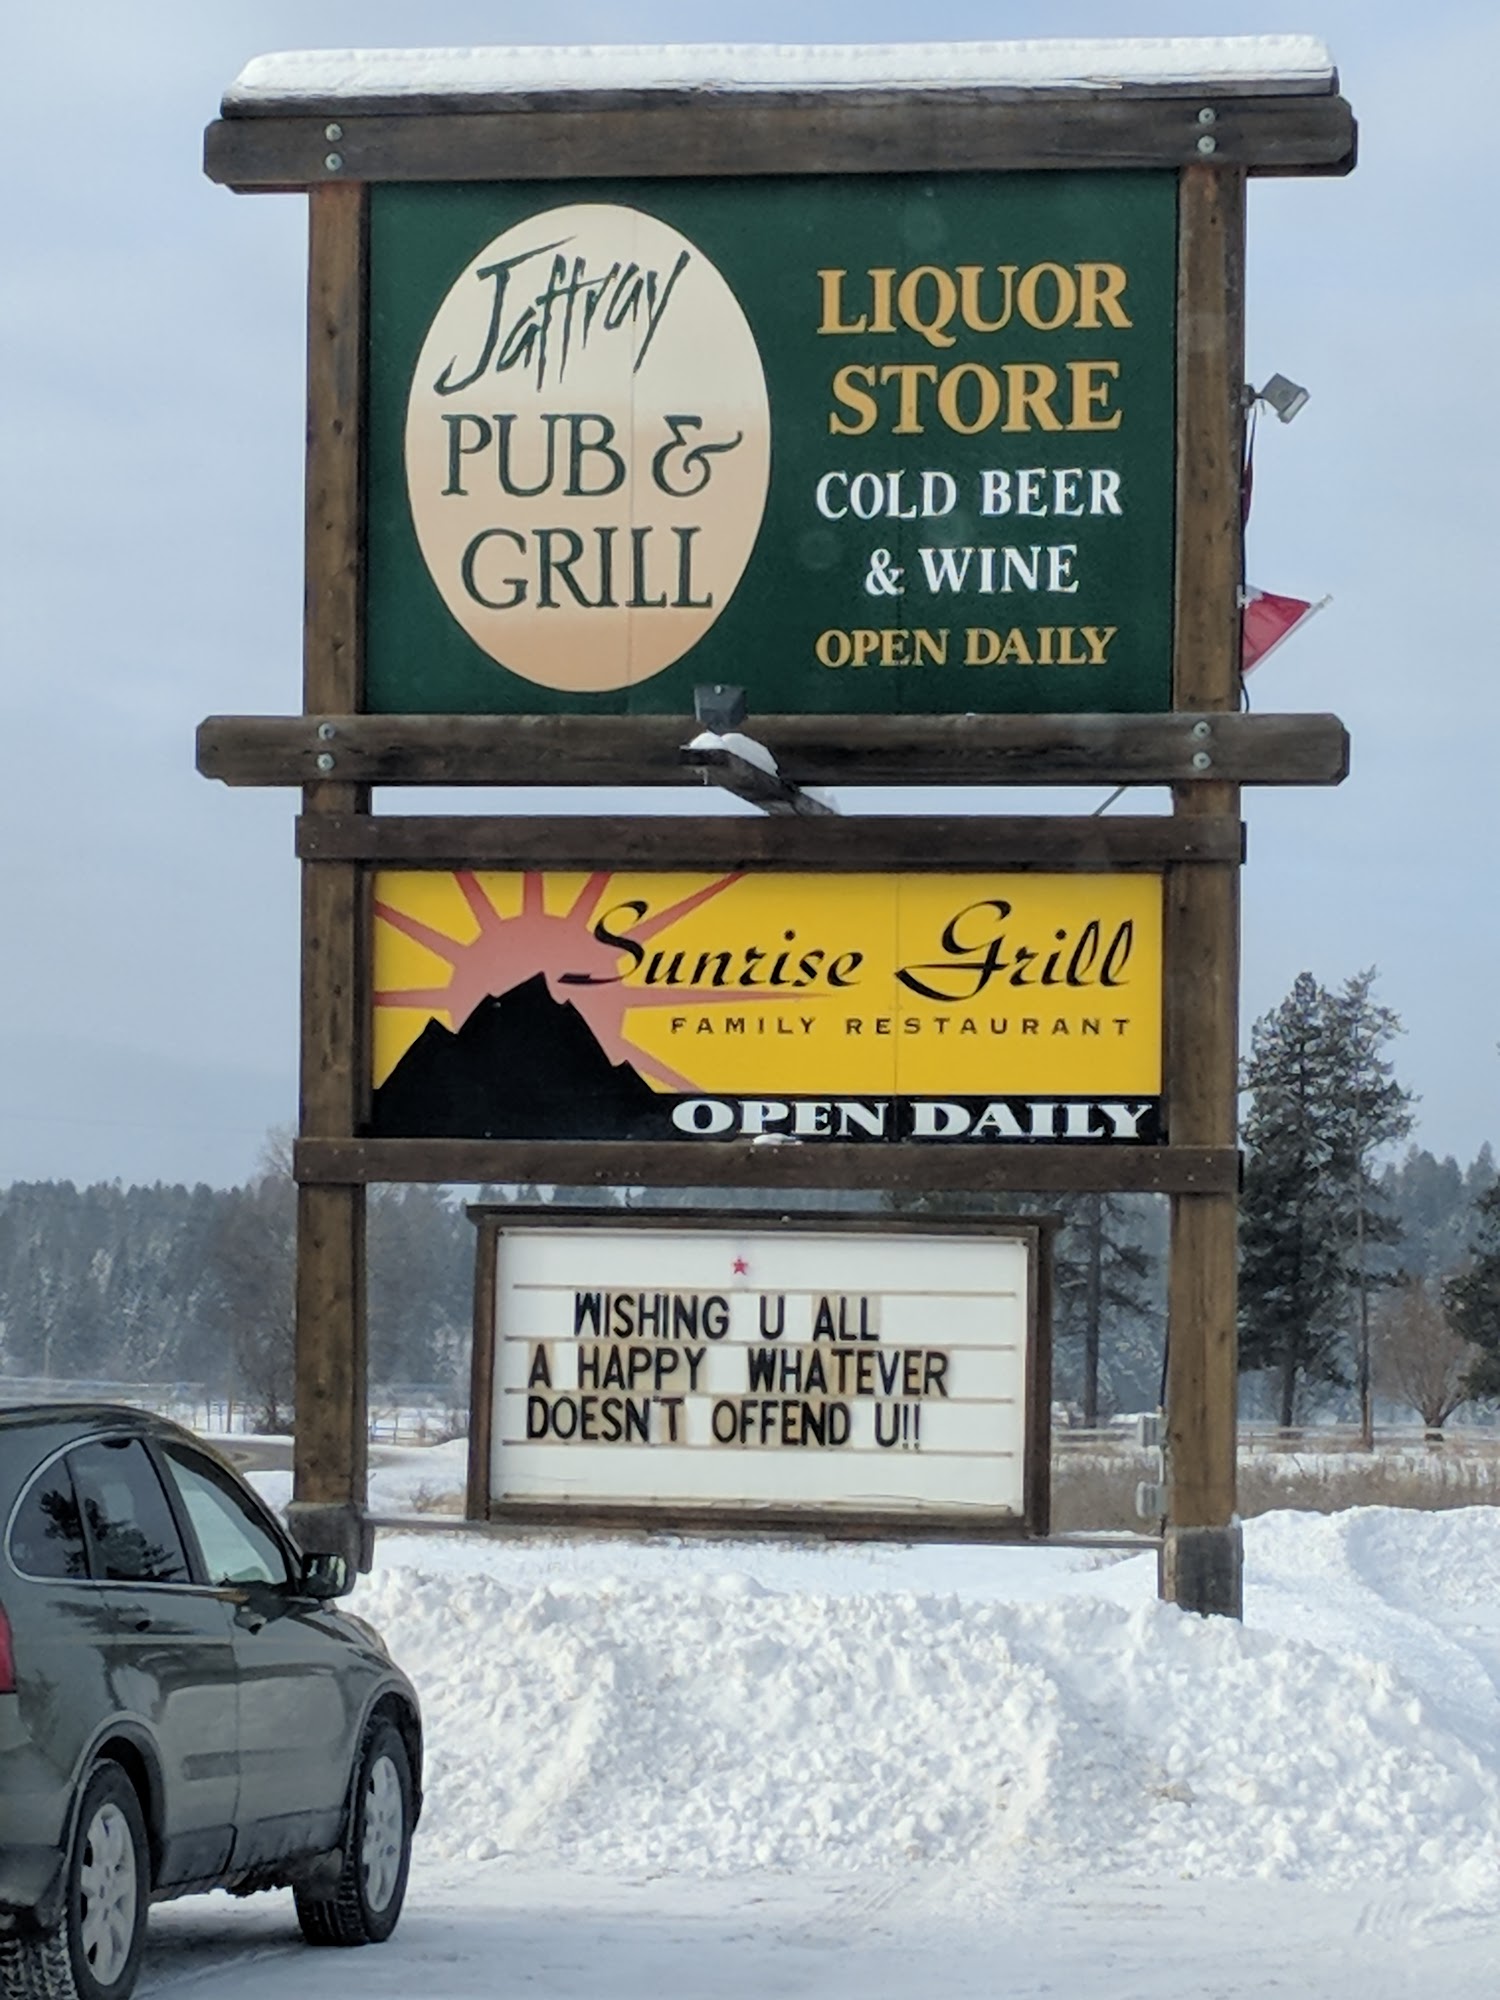 Jaffray
PUB &
GRILL
LIQUOR
STORE
COLD BEER
& WINE
OPEN DAILY
Sunrise Grill
FAMILY RESTAURANT
OPEN DAILY
WISHING U ALL
A HAPPY WHATEVER
DOESN'T OFFEND U!!